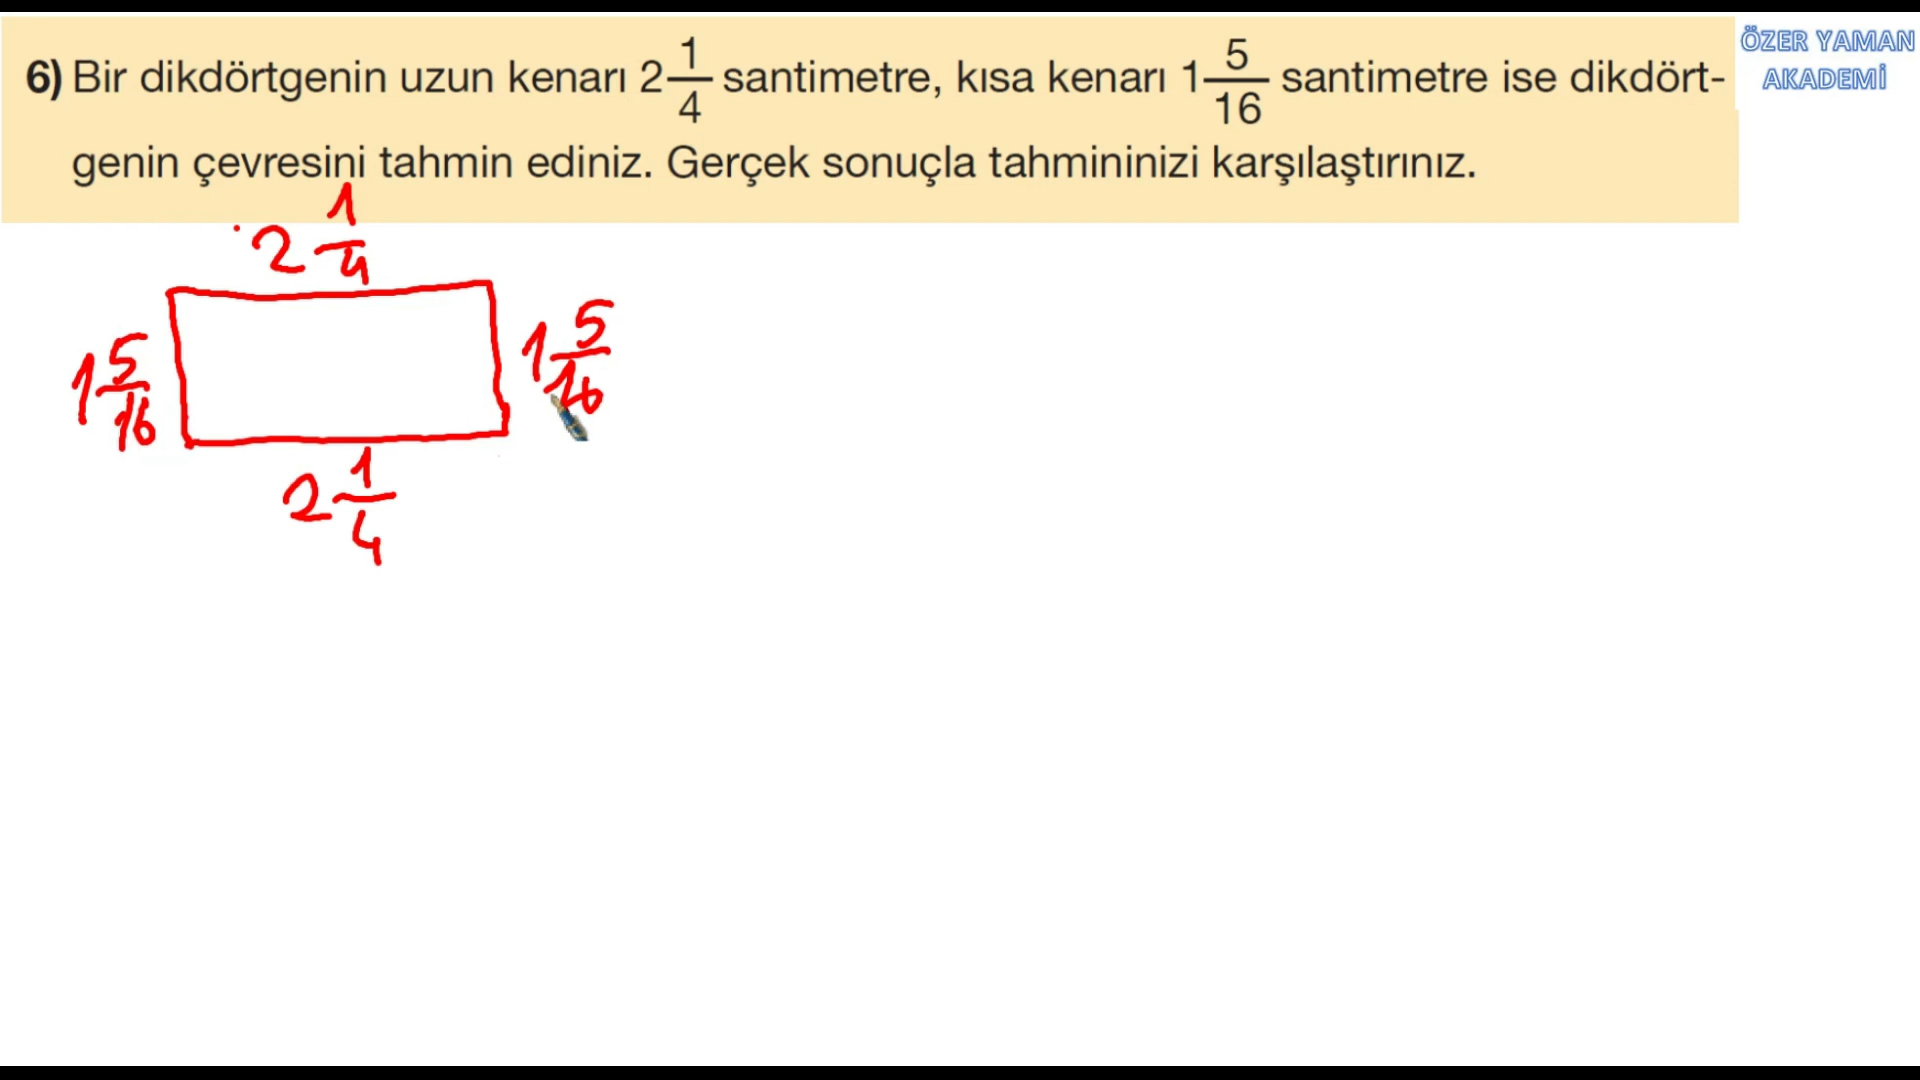 6) Bir dikdörtgenin uzun kenarı 2 1/4 santimetre, kısa kenarı 1 5/16 santimetre ise dikdört-
genin çevresini tahmin ediniz. Gerçek sonuçla tahmininizi karşılaştırınız.
ÖZER YAMAN
AKADEMİ
2 1/4
1 5/16
1 5/16
2 1/4